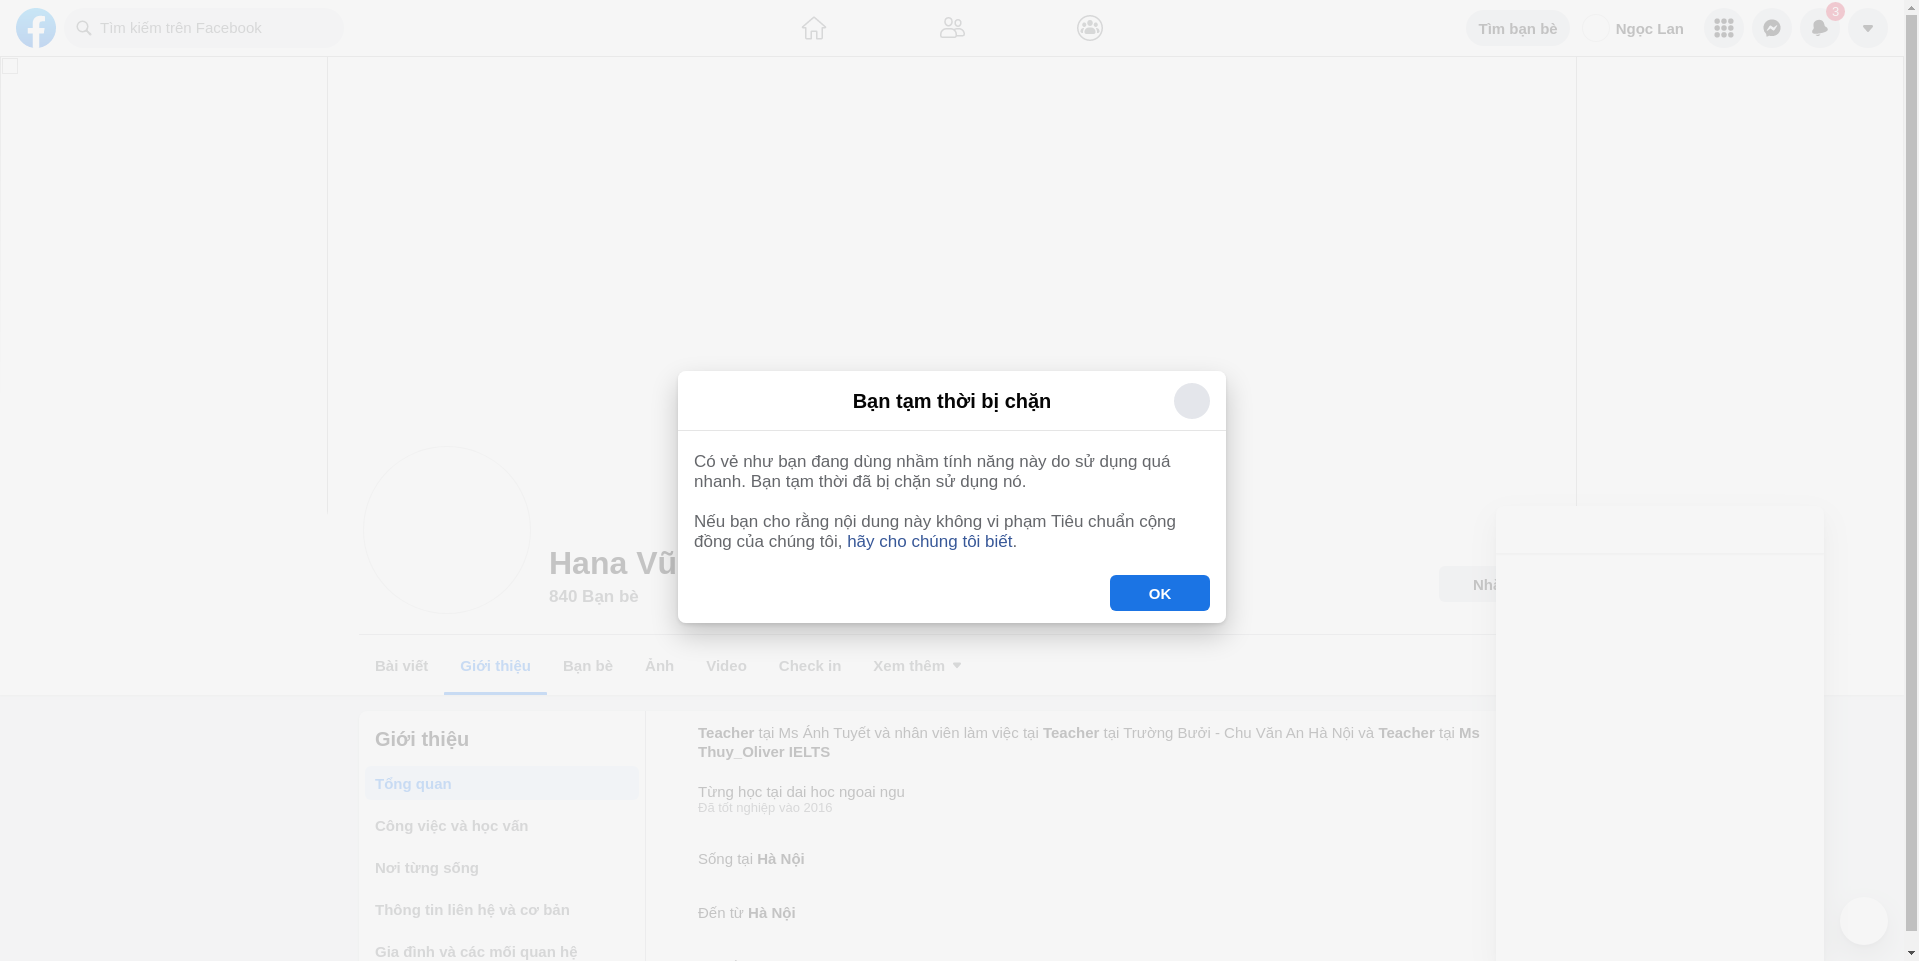 Tìm kiếm trên Facebook
Tìm bạn bè
Ngọc Lan
3
Bạn tạm thời bị chặn
Có vẻ như bạn đang dùng nhầm tính năng này do sử dụng quá
nhanh. Bạn tạm thời đã bị chặn sử dụng nó.
Nếu bạn cho rằng nội dung này không vi phạm Tiêu chuẩn cộng
đồng của chúng tôi, hãy cho chúng tôi biết.
OK
Hana Vũ
840 Bạn bè
Bài viết
Giới thiệu
Bạn bè
Ảnh
Video
Check in
Xem thêm
Giới thiệu
Tổng quan
Công việc và học vấn
Nơi từng sống
Thông tin liên hệ và cơ bản
Gia đình và các mối quan hệ
Teacher tại Ms Ánh Tuyết và nhân viên làm việc tại Teacher tại Trường Bưởi - Chu Văn An Hà Nội và Teacher tại Ms
Thuy_Oliver IELTS
Từng học tại dai hoc ngoai ngu
Đã tốt nghiệp vào 2016
Sống tại Hà Nội
Đến từ Hà Nội